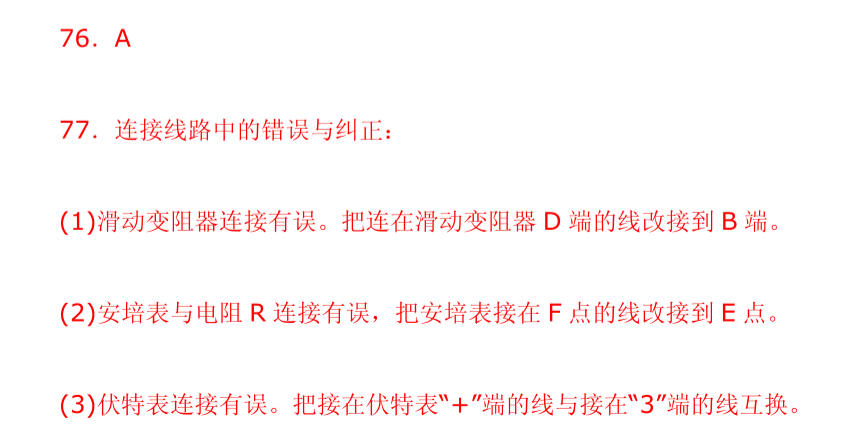 76．A
77．连接线路中的错误与纠正：
(1)滑动变阻器连接有误。把连在滑动变阻器 D 端的线改接到 B 端。
(2)安培表与电阻 R 连接有误，把安培表接在 F 点的线改接到 E 点。
(3)伏特表连接有误。把接在伏特表“+”端的线与接在“3”端的线互换。